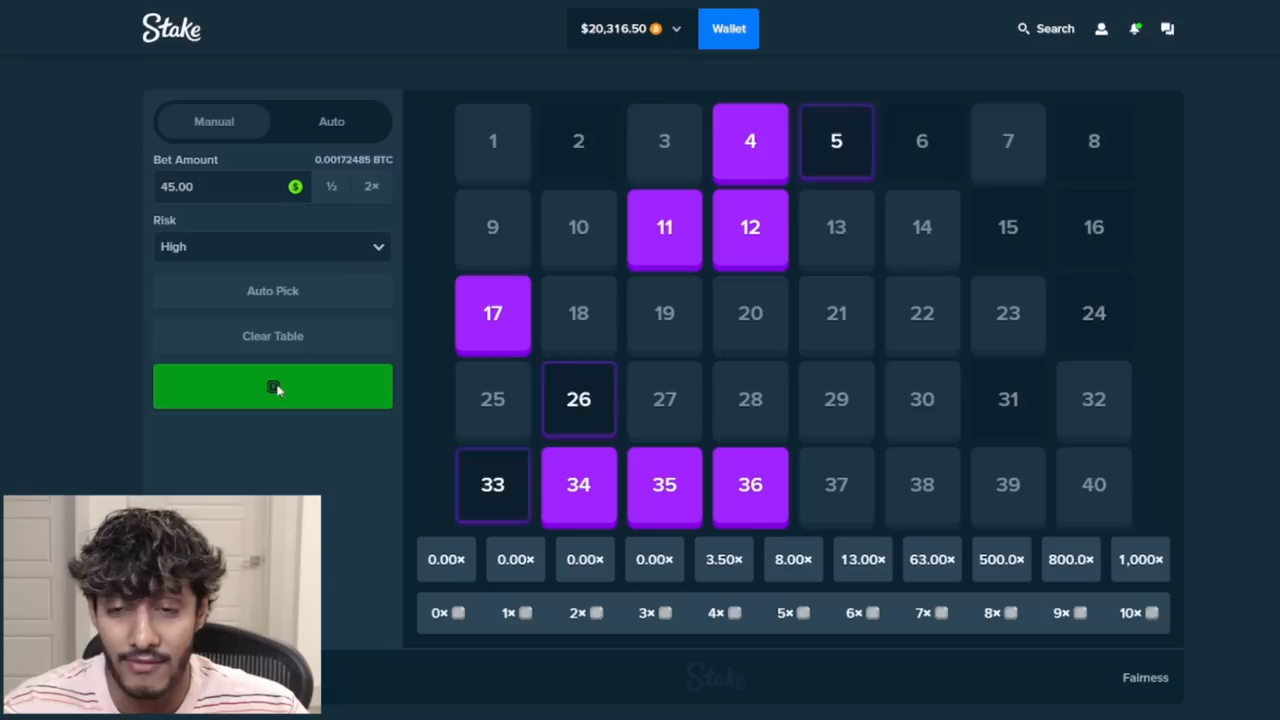 Stake
$20,316.50
Wallet
Search
Manual
Auto
Bet Amount
0.00172485 BTC
45.00
$
½
2×
Risk
High
Auto Pick
Clear Table
1 2 3 4 5 6 7 8
9 10 11 12 13 14 15 16
17 18 19 20 21 22 23 24
25 26 27 28 29 30 31 32
33 34 35 36 37 38 39 40
0.00× 0.00× 0.00× 0.00× 3.50× 8.00× 13.00× 63.00× 500.0× 800.0× 1,000×
0× 1× 2× 3× 4× 5× 6× 7× 8× 9× 10×
Stake
Fairness